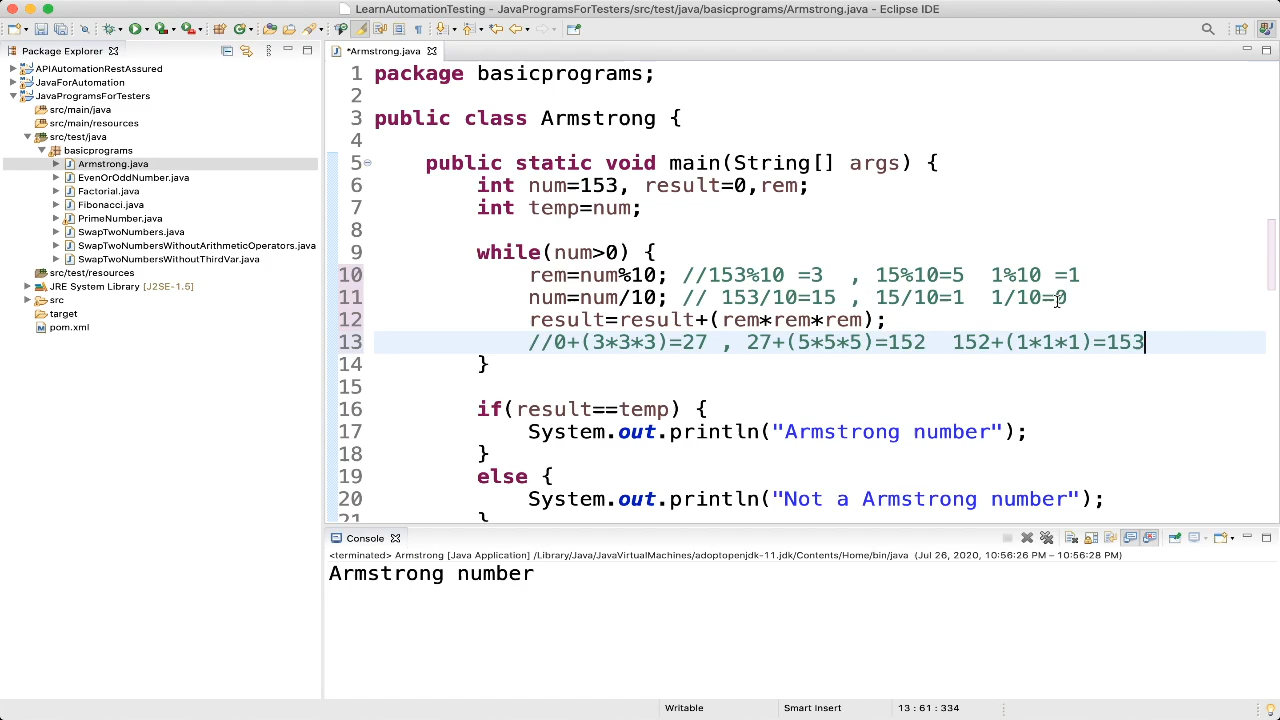 LearnAutomationTesting - JavaProgramsForTesters/src/test/java/basicprograms/Armstrong.java - Eclipse IDE
Package Explorer
APIAutomationRestAssured
JavaForAutomation
JavaProgramsForTesters
src/main/java
src/main/resources
src/test/java
basicprograms
Armstrong.java
EvenOrOddNumber.java
Factorial.java
Fibonacci.java
PrimeNumber.java
SwapTwoNumbers.java
SwapTwoNumbersWithoutArithmeticOperators.java
SwapTwoNumbersWithoutThirdVar.java
src/test/resources
JRE System Library [J2SE-1.5]
src
target
pom.xml
*Armstrong.java
1 package basicprograms;
2
3 public class Armstrong {
4
5 public static void main(String[] args) {
6 int num=153, result=0,rem;
7 int temp=num;
8
9 while(num>0) {
10 rem=num%10; //153%10 =3 , 15%10=5 1%10 =1
11 num=num/10; // 153/10=15 , 15/10=1 1/10=0
12 result=result+(rem*rem*rem);
13 //0+(3*3*3)=27 , 27+(5*5*5)=152 152+(1*1*1)=153
14 }
15
16 if(result==temp) {
17 System.out.println("Armstrong number");
18 }
19 else {
20 System.out.println("Not a Armstrong number");
21 }
Console
<terminated> Armstrong [Java Application] /Library/Java/JavaVirtualMachines/adoptopenjdk-11.jdk/Contents/Home/bin/java (Jul 26, 2020, 10:56:26 PM – 10:56:28 PM)
Armstrong number
Writable Smart Insert 13 : 61 : 334